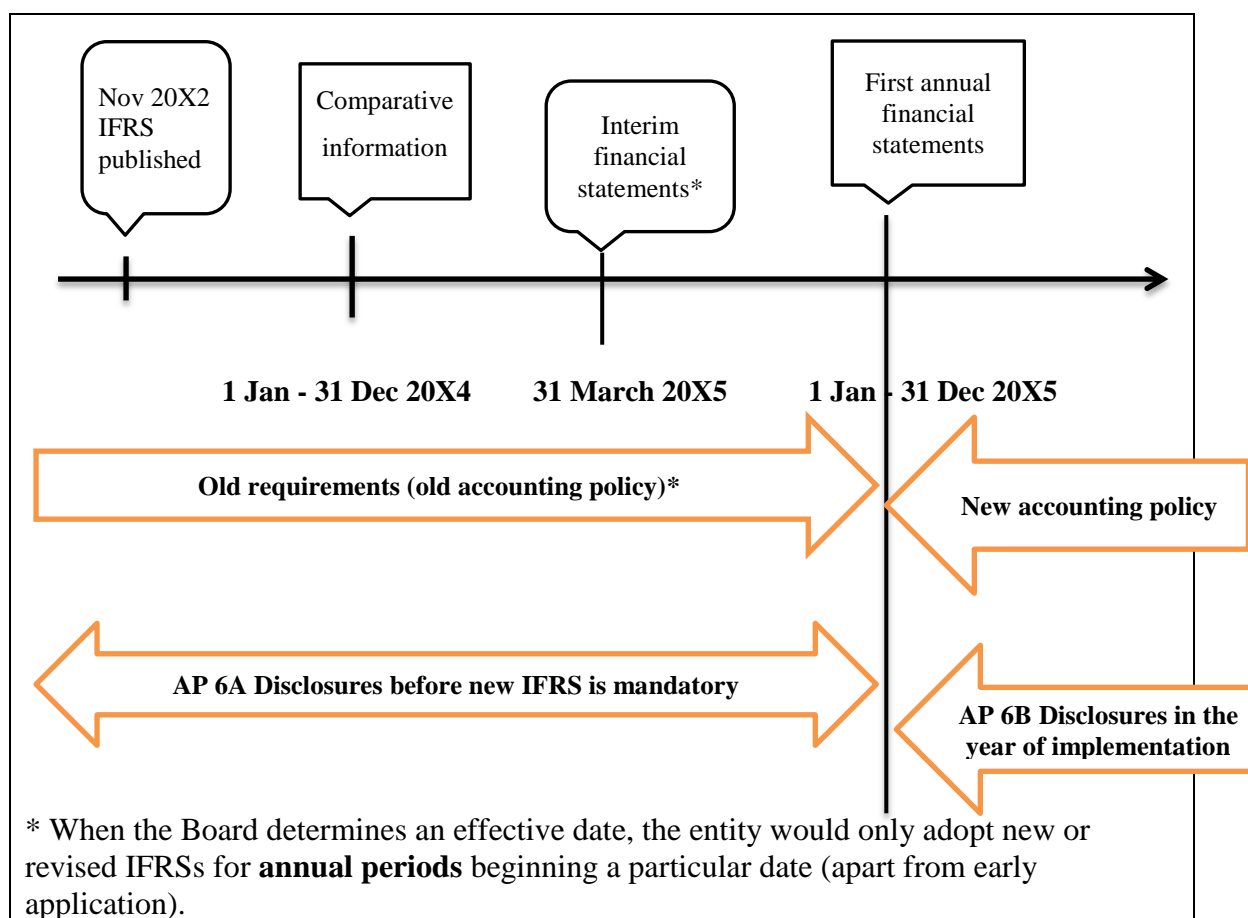 Nov 20X2
IFRS
published
Comparative
information
Interim
financial
statements*
First annual
financial
statements
1 Jan - 31 Dec 20X4
31 March 20X5
1 Jan - 31 Dec 20X5
Old requirements (old accounting policy)*
New accounting policy
AP 6A Disclosures before new IFRS is mandatory
AP 6B Disclosures in the
year of implementation
* When the Board determines an effective date, the entity would only adopt new or
revised IFRSs for annual periods beginning a particular date (apart from early
application).